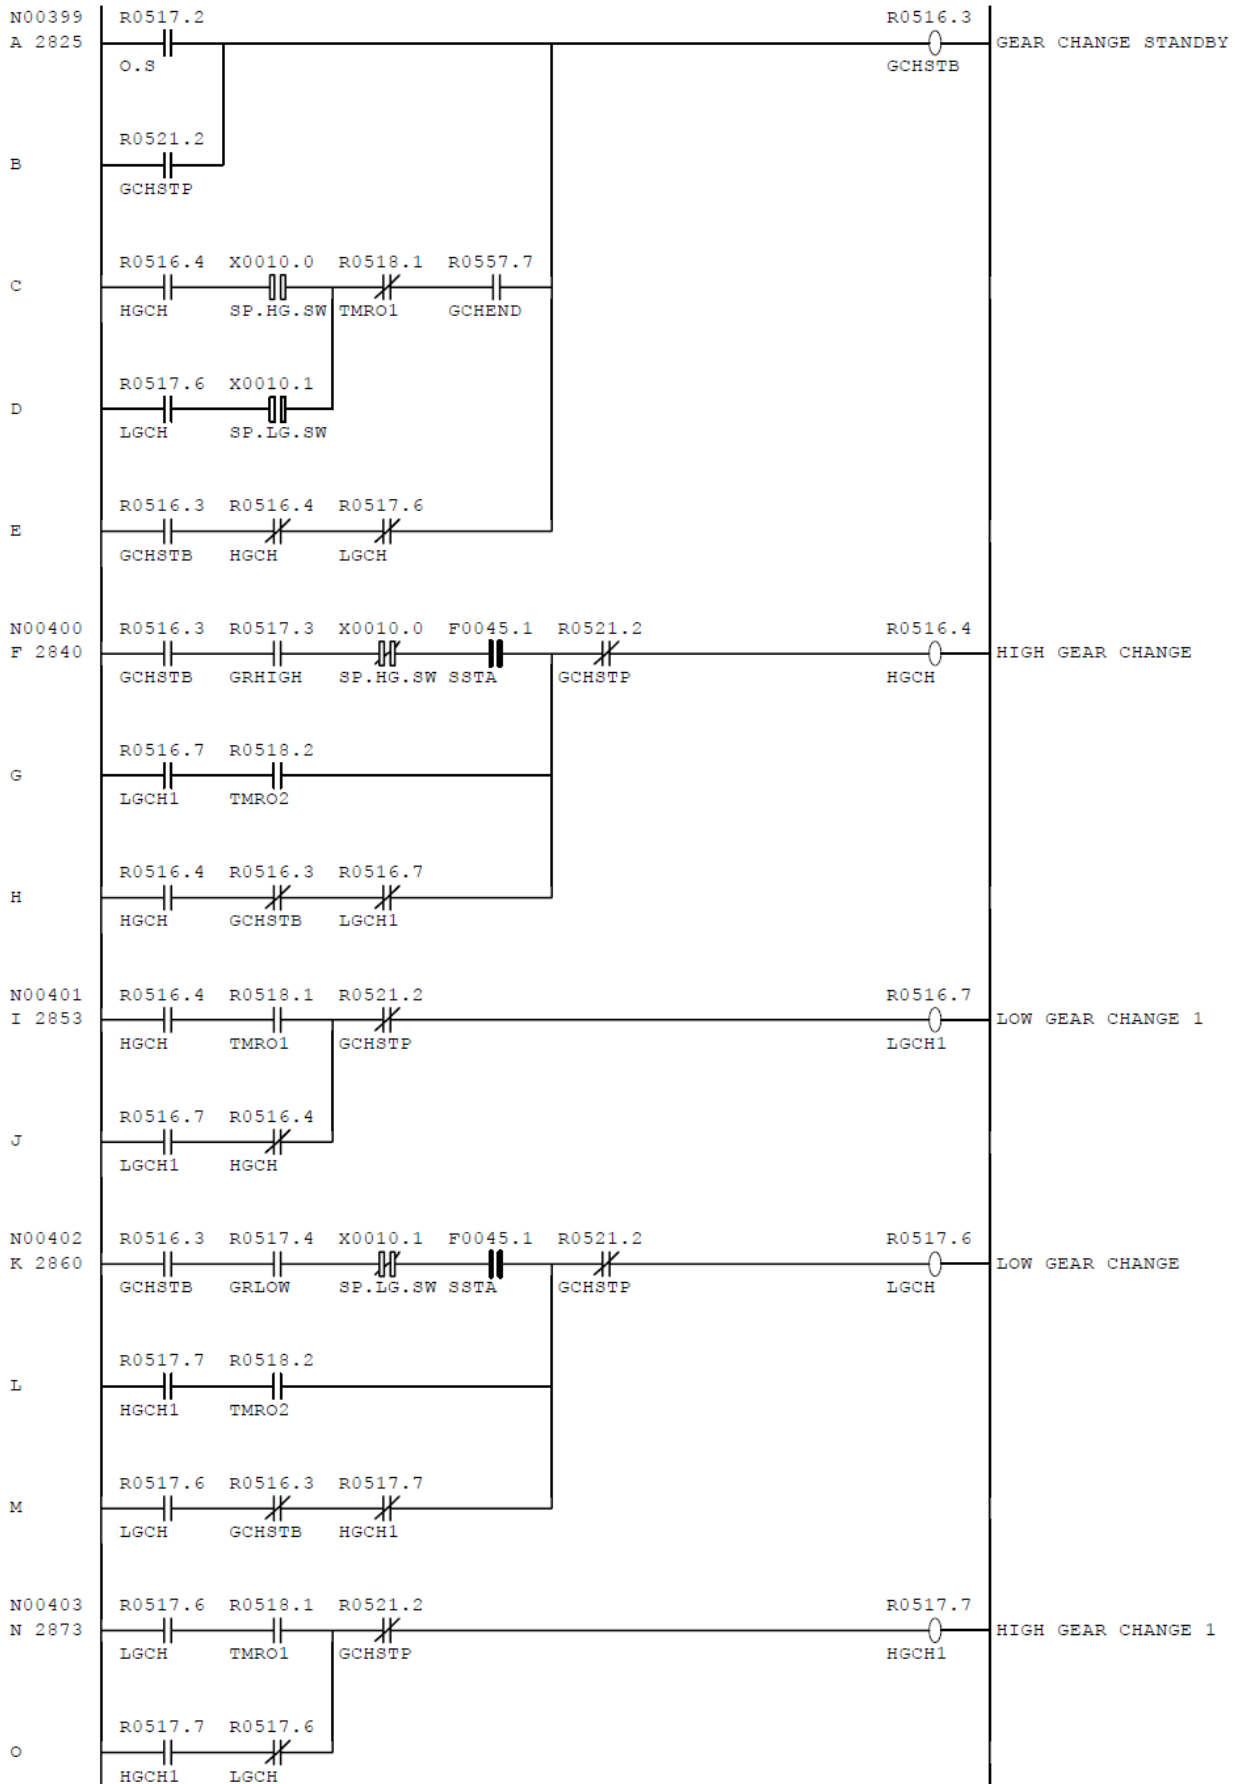 N00399 R0517.2 R0516.3
A 2825 GEAR CHANGE STANDBY
O.S GCHSTB
R0521.2
B
GCHSTP
R0516.4 X0010.0 R0518.1 R0557.7
C
HGCH SP.HG.SW TMRO1 GCHEND
R0517.6 X0010.1
D
LGCH SP.LG.SW
R0516.3 R0516.4 R0517.6
E
GCHSTB HGCH LGCH
N00400 R0516.3 R0517.3 X0010.0 F0045.1 R0521.2 R0516.4
F 2840 HIGH GEAR CHANGE
GCHSTB GRHIGH SP.HG.SW SSTA GCHSTP HGCH
R0516.7 R0518.2
G
LGCH1 TMRO2
R0516.4 R0516.3 R0516.7
H
HGCH GCHSTB LGCH1
N00401 R0516.4 R0518.1 R0521.2 R0516.7
I 2853 LOW GEAR CHANGE 1
HGCH TMRO1 GCHSTP LGCH1
R0516.7 R0516.4
J
LGCH1 HGCH
N00402 R0516.3 R0517.4 X0010.1 F0045.1 R0521.2 R0517.6
K 2860 LOW GEAR CHANGE
GCHSTB GRLOW SP.LG.SW SSTA GCHSTP LGCH
R0517.7 R0518.2
L
HGCH1 TMRO2
R0517.6 R0516.3 R0517.7
M
LGCH GCHSTB HGCH1
N00403 R0517.6 R0518.1 R0521.2 R0517.7
N 2873 HIGH GEAR CHANGE 1
LGCH TMRO1 GCHSTP HGCH1
R0517.7 R0517.6
O
HGCH1 LGCH